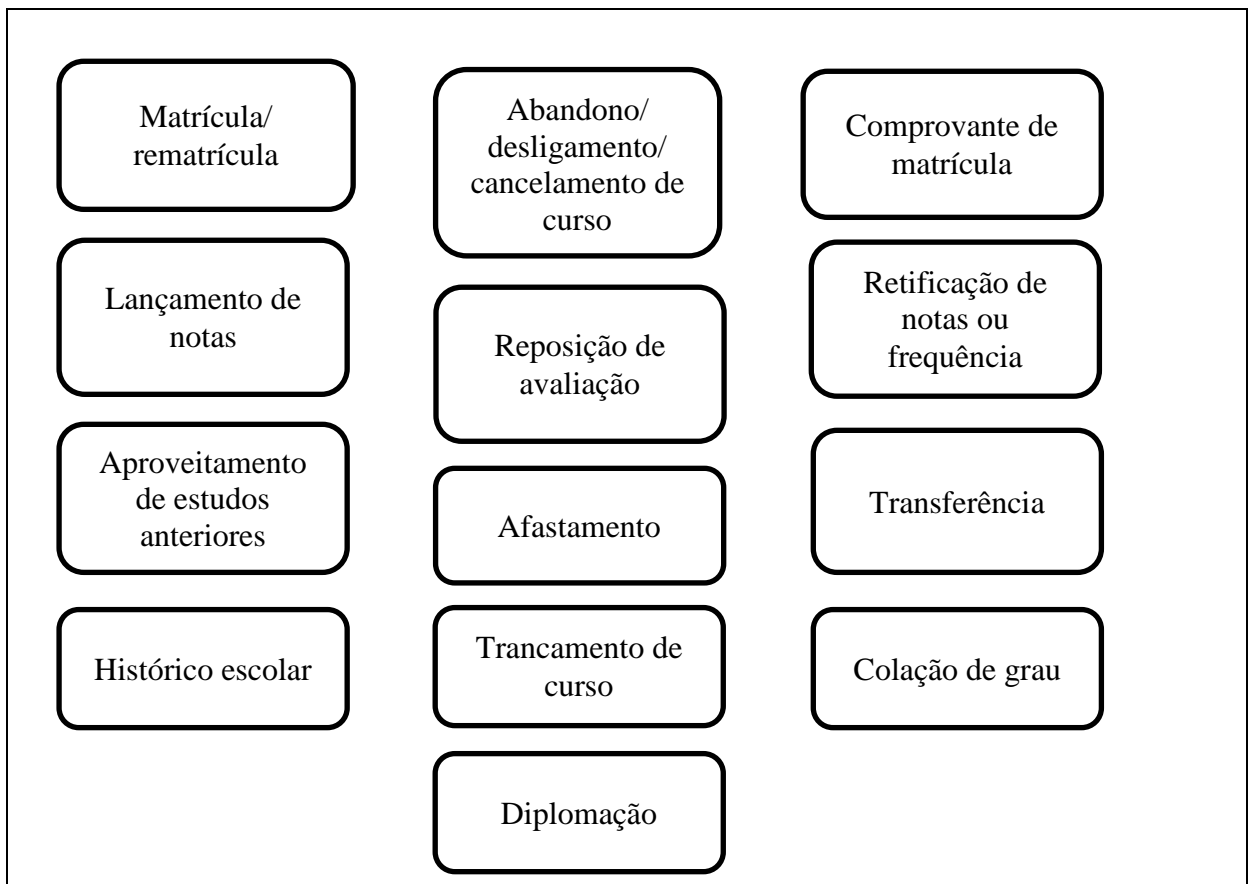 Matrícula/
rematrícula
Abandono/
desligamento/
cancelamento de
curso
Comprovante de
matrícula
Lançamento de
notas
Reposição de
avaliação
Retificação de
notas ou
frequência
Aproveitamento
de estudos
anteriores
Afastamento
Transferência
Histórico escolar
Trancamento de
curso
Colação de grau
Diplomação